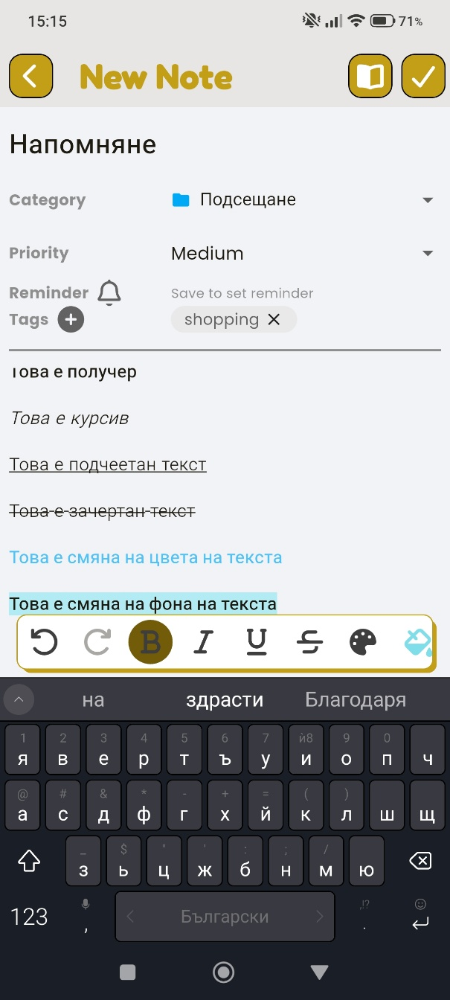 15:15
71%
New Note
Напомняне
Category Подсещане
Priority Medium
Reminder Save to set reminder
Tags shopping
Това е получер
Това е курсив
Това е подчеетан текст
Това е зачертан текст
Това е смяна на цвета на текста
Това е смяна на фона на текста
B I U S
на здрасти Благодаря
1 2 3 4 5 6 7 ѝ8 9 0
я в е р т ъ у и о п ч
@ # & * - + = ( )
а с д ф г х й к л ш щ
_ $ " ' : ; /
з ь ц ж б н м ю
123 , Български ,!? .